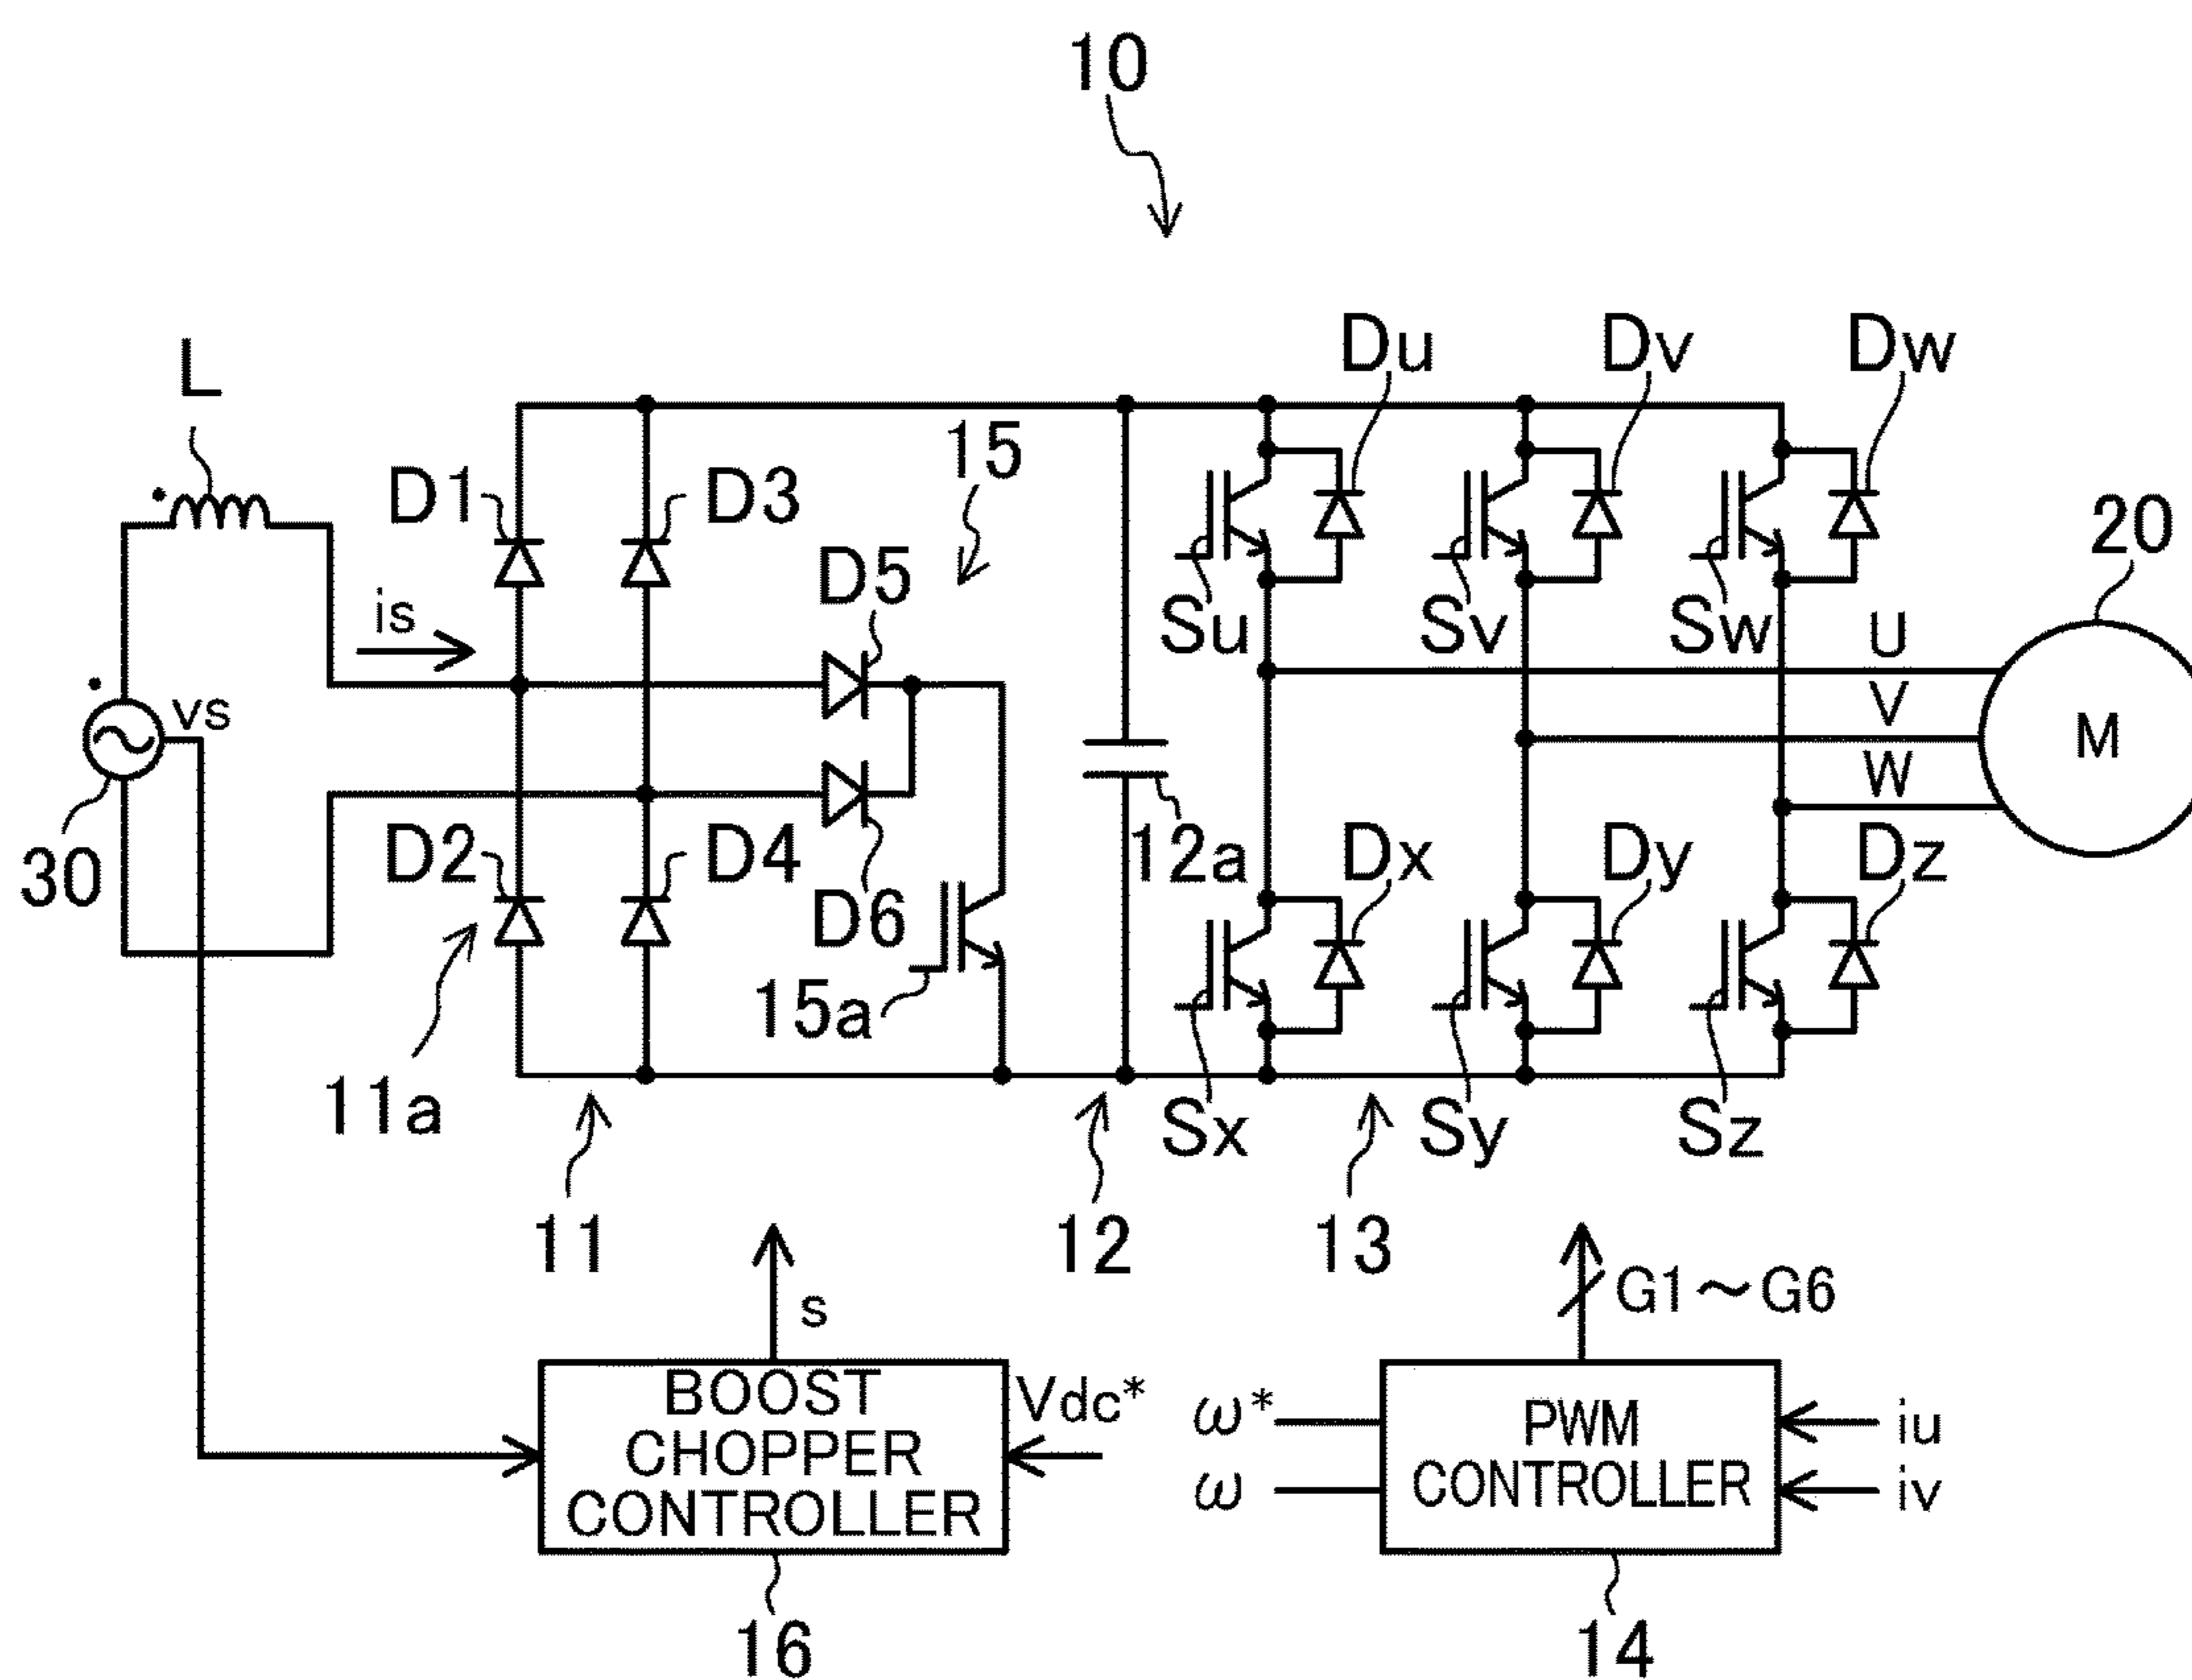 10
L
Du
Dv
Dw
15
D1
D3
20
D5
is
Su
Sv
Sw
U
vs
V
M
W
D2
D4
12a
Dx
Dy
Dz
30
D6
15a
11a
Sx
Sy
Sz
11
12
13
s
G1～G6
BOOST
CHOPPER
CONTROLLER
Vdc*
ω*
ω
PWM
CONTROLLER
iu
iv
16
14